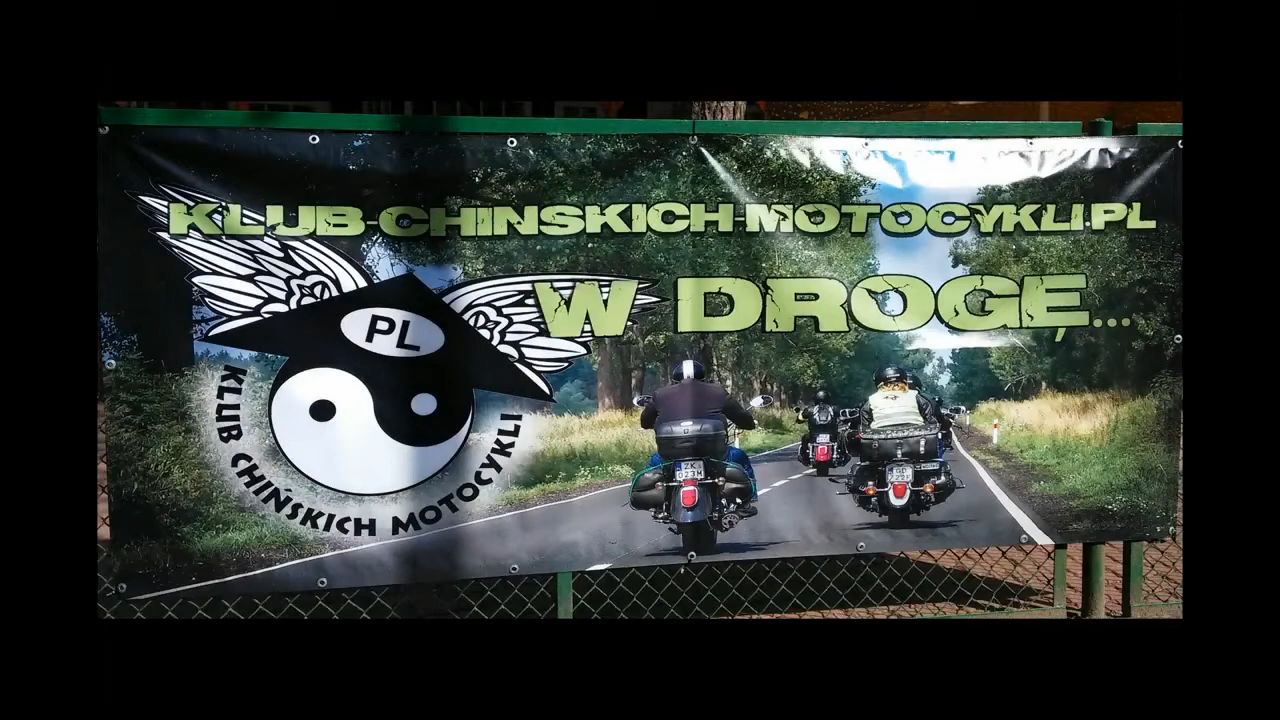 KLUB-CHINSKICH-MOTOCYKLI.PL
W DROGĘ...
PL
KLUB CHIŃSKICH MOTOCYKLI